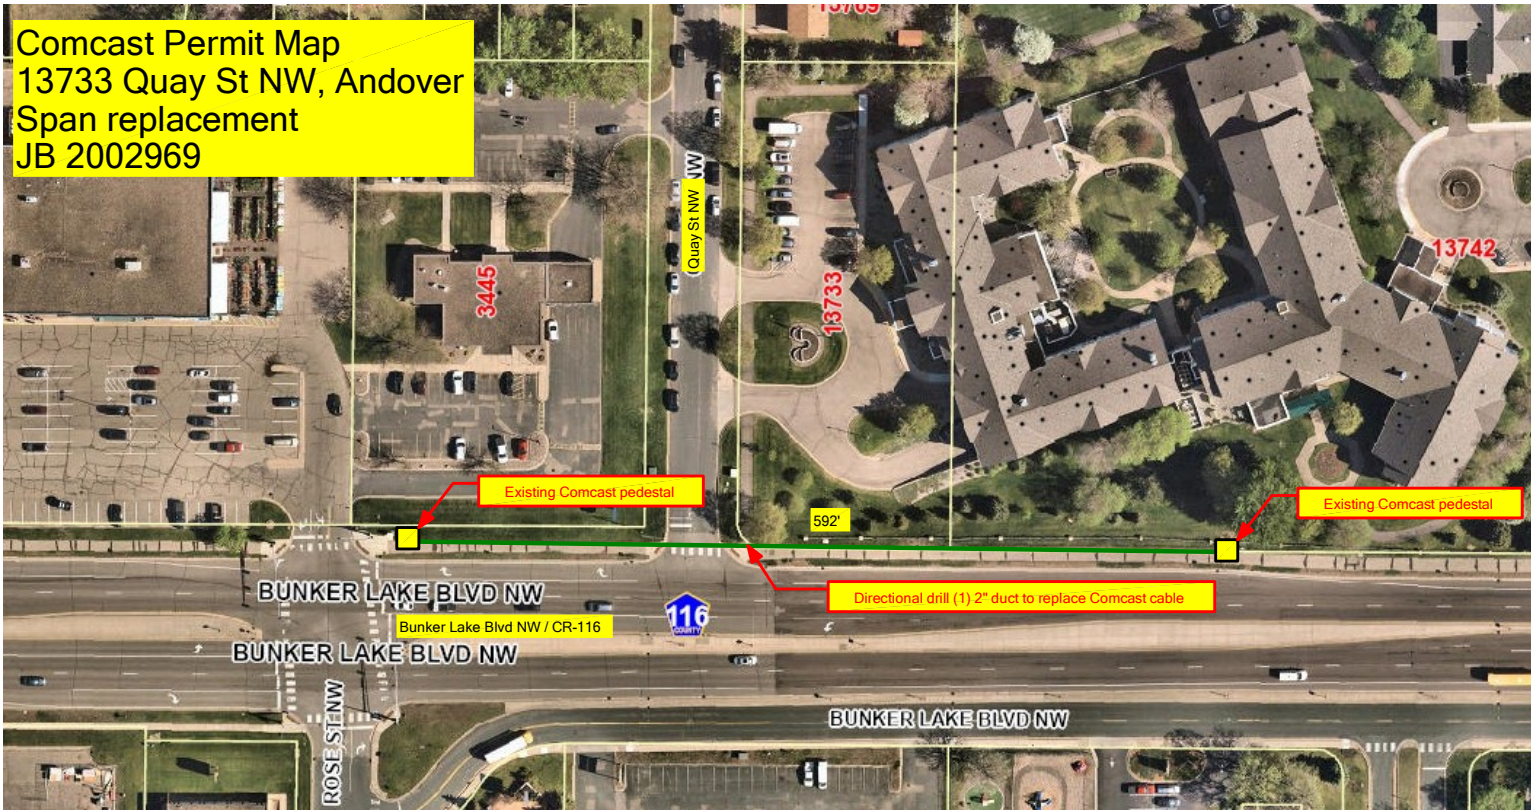 Comcast Permit Map
13733 Quay St NW, Andover
Span replacement
JB 2002969
13769
NW
Quay St NW
3445
13733
13742
Existing Comcast pedestal
592'
Existing Comcast pedestal
Directional drill (1) 2" duct to replace Comcast cable
BUNKER LAKE BLVD NW
116
COUNTY
Bunker Lake Blvd NW / CR-116
BUNKER LAKE BLVD NW
ROSE ST NW
BUNKER LAKE BLVD NW